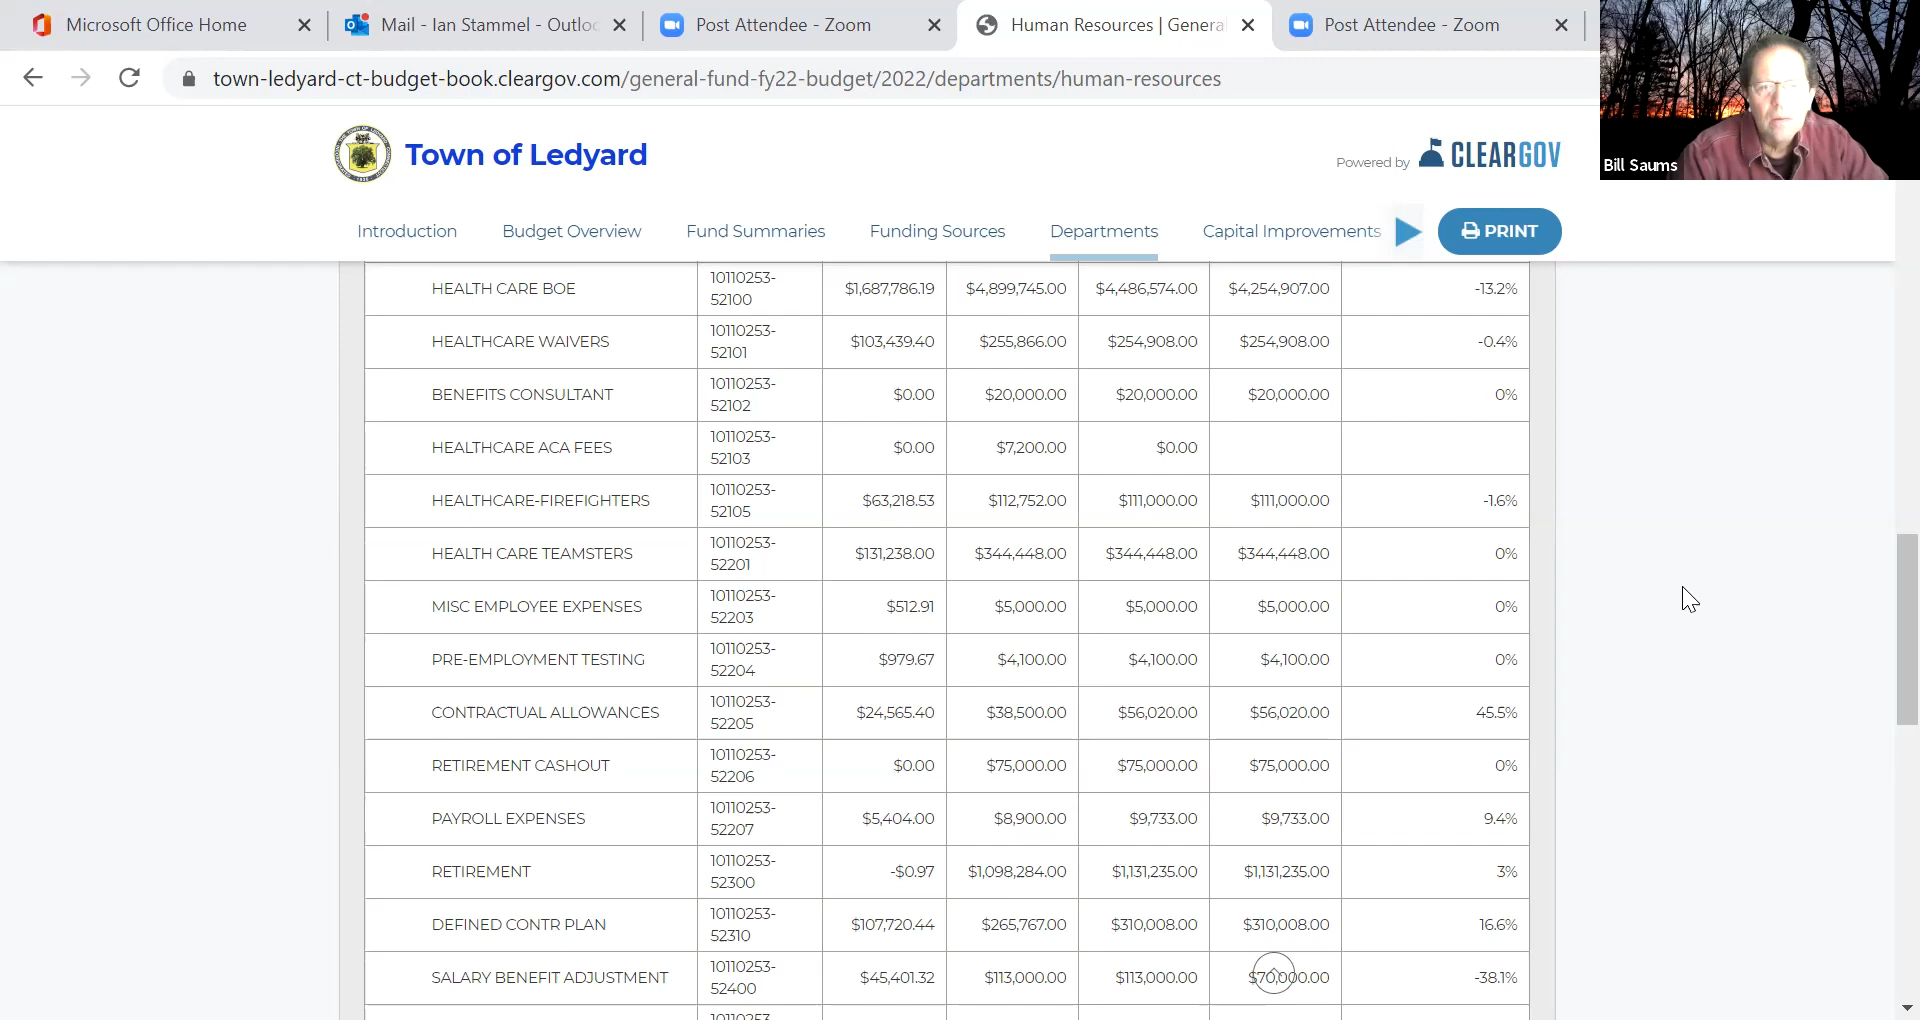 Microsoft Office Home
Mail - Ian Stammel - Outloo
Post Attendee - Zoom
Human Resources | Genera
Post Attendee - Zoom
town-ledyard-ct-budget-book.cleargov.com/general-fund-fy22-budget/2022/departments/human-resources
Bill Saums
Town of Ledyard
Powered by CLEARGOV
Introduction Budget Overview Fund Summaries Funding Sources Departments Capital Improvements PRINT
HEALTH CARE BOE 10110253-52100 $1,687,786.19 $4,899,745.00 $4,486,574.00 $4,254,907.00 -13.2%
HEALTHCARE WAIVERS 10110253-52101 $103,439.40 $255,866.00 $254,908.00 $254,908.00 -0.4%
BENEFITS CONSULTANT 10110253-52102 $0.00 $20,000.00 $20,000.00 $20,000.00 0%
HEALTHCARE ACA FEES 10110253-52103 $0.00 $7,200.00 $0.00
HEALTHCARE-FIREFIGHTERS 10110253-52105 $63,218.53 $112,752.00 $111,000.00 $111,000.00 -1.6%
HEALTH CARE TEAMSTERS 10110253-52201 $131,238.00 $344,448.00 $344,448.00 $344,448.00 0%
MISC EMPLOYEE EXPENSES 10110253-52203 $512.91 $5,000.00 $5,000.00 $5,000.00 0%
PRE-EMPLOYMENT TESTING 10110253-52204 $979.67 $4,100.00 $4,100.00 $4,100.00 0%
CONTRACTUAL ALLOWANCES 10110253-52205 $24,565.40 $38,500.00 $56,020.00 $56,020.00 45.5%
RETIREMENT CASHOUT 10110253-52206 $0.00 $75,000.00 $75,000.00 $75,000.00 0%
PAYROLL EXPENSES 10110253-52207 $5,404.00 $8,900.00 $9,733.00 $9,733.00 9.4%
RETIREMENT 10110253-52300 -$0.97 $1,098,284.00 $1,131,235.00 $1,131,235.00 3%
DEFINED CONTR PLAN 10110253-52310 $107,720.44 $265,767.00 $310,008.00 $310,008.00 16.6%
SALARY BENEFIT ADJUSTMENT 10110253-52400 $45,401.32 $113,000.00 $113,000.00 $70,000.00 -38.1%